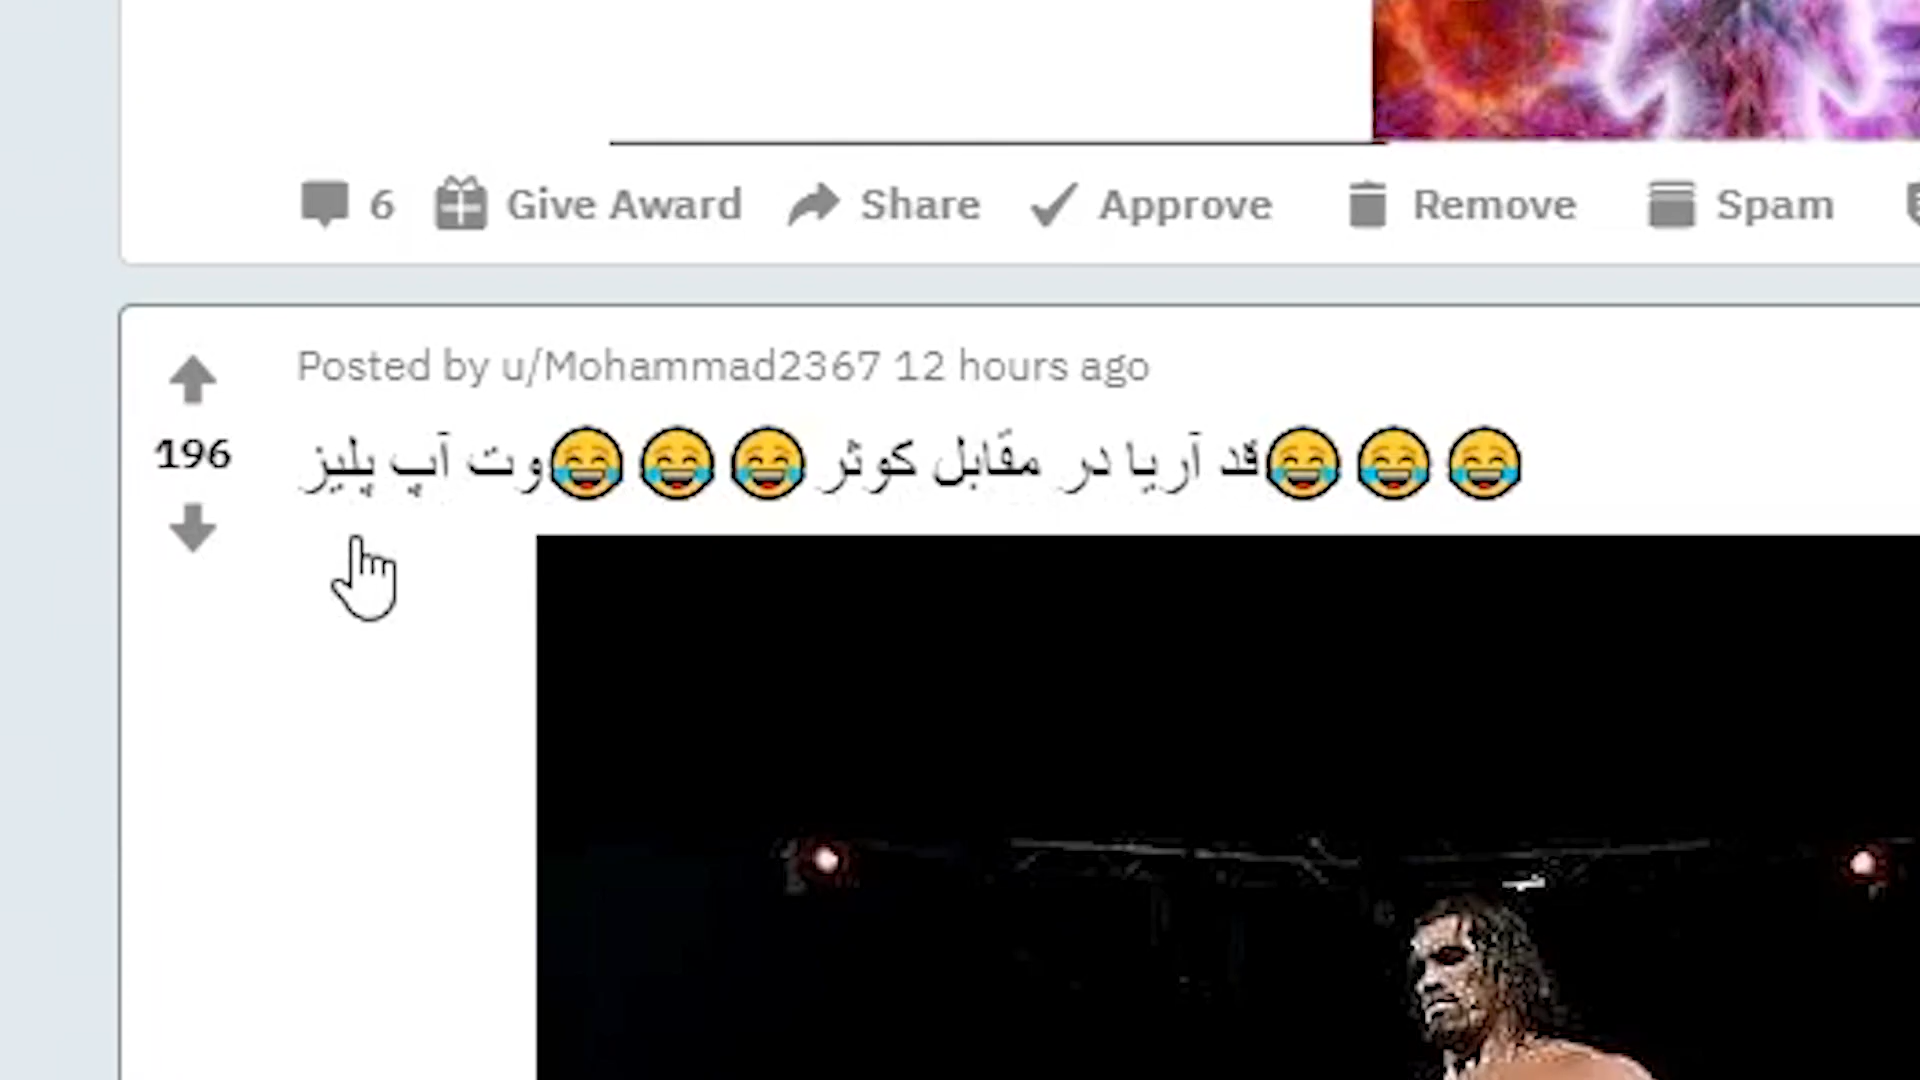 6 Give Award Share Approve Remove Spam
Posted by u/Mohammad2367 12 hours ago
196
😂😂😂قد آریا در مقابل کوثر 😂😂😂وت آپ پلیز